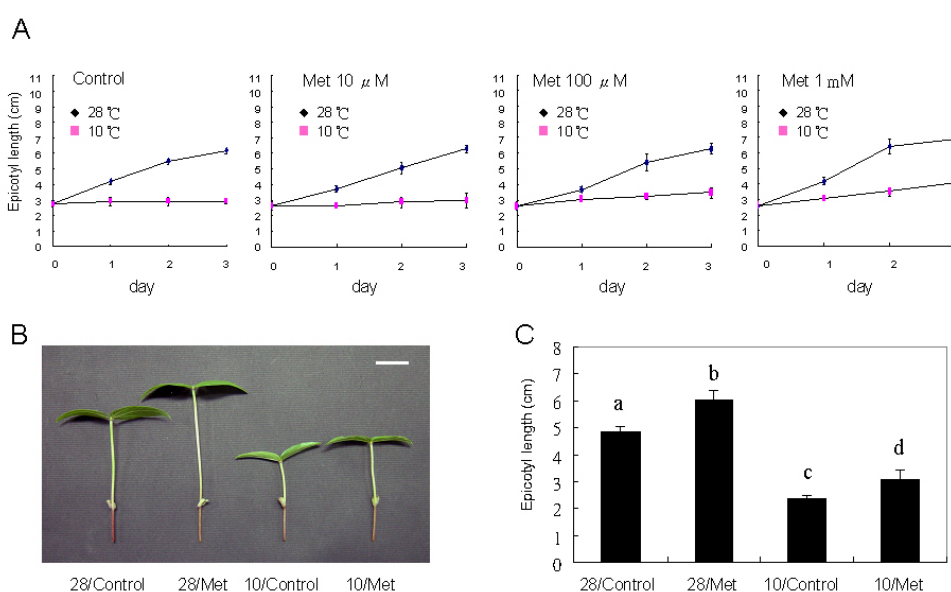 A
Control
28℃
10℃
Epicotyl length (cm)
11
10
9
8
7
6
5
4
3
2
1
0
0 1 2 3
day
Met 10 μM
28℃
10℃
11
10
9
8
7
6
5
4
3
2
1
0
0 1 2 3
day
Met 100 μM
28℃
10℃
11
10
9
8
7
6
5
4
3
2
1
0
0 1 2 3
day
Met 1 mM
28℃
10℃
11
10
9
8
7
6
5
4
3
2
1
0
0 1 2
day
B
28/Control 28/Met 10/Control 10/Met
C
Epicotyl length (cm)
8
7
6
5
4
3
2
1
0
a
b
c
d
28/Control 28/Met 10/Control 10/Met